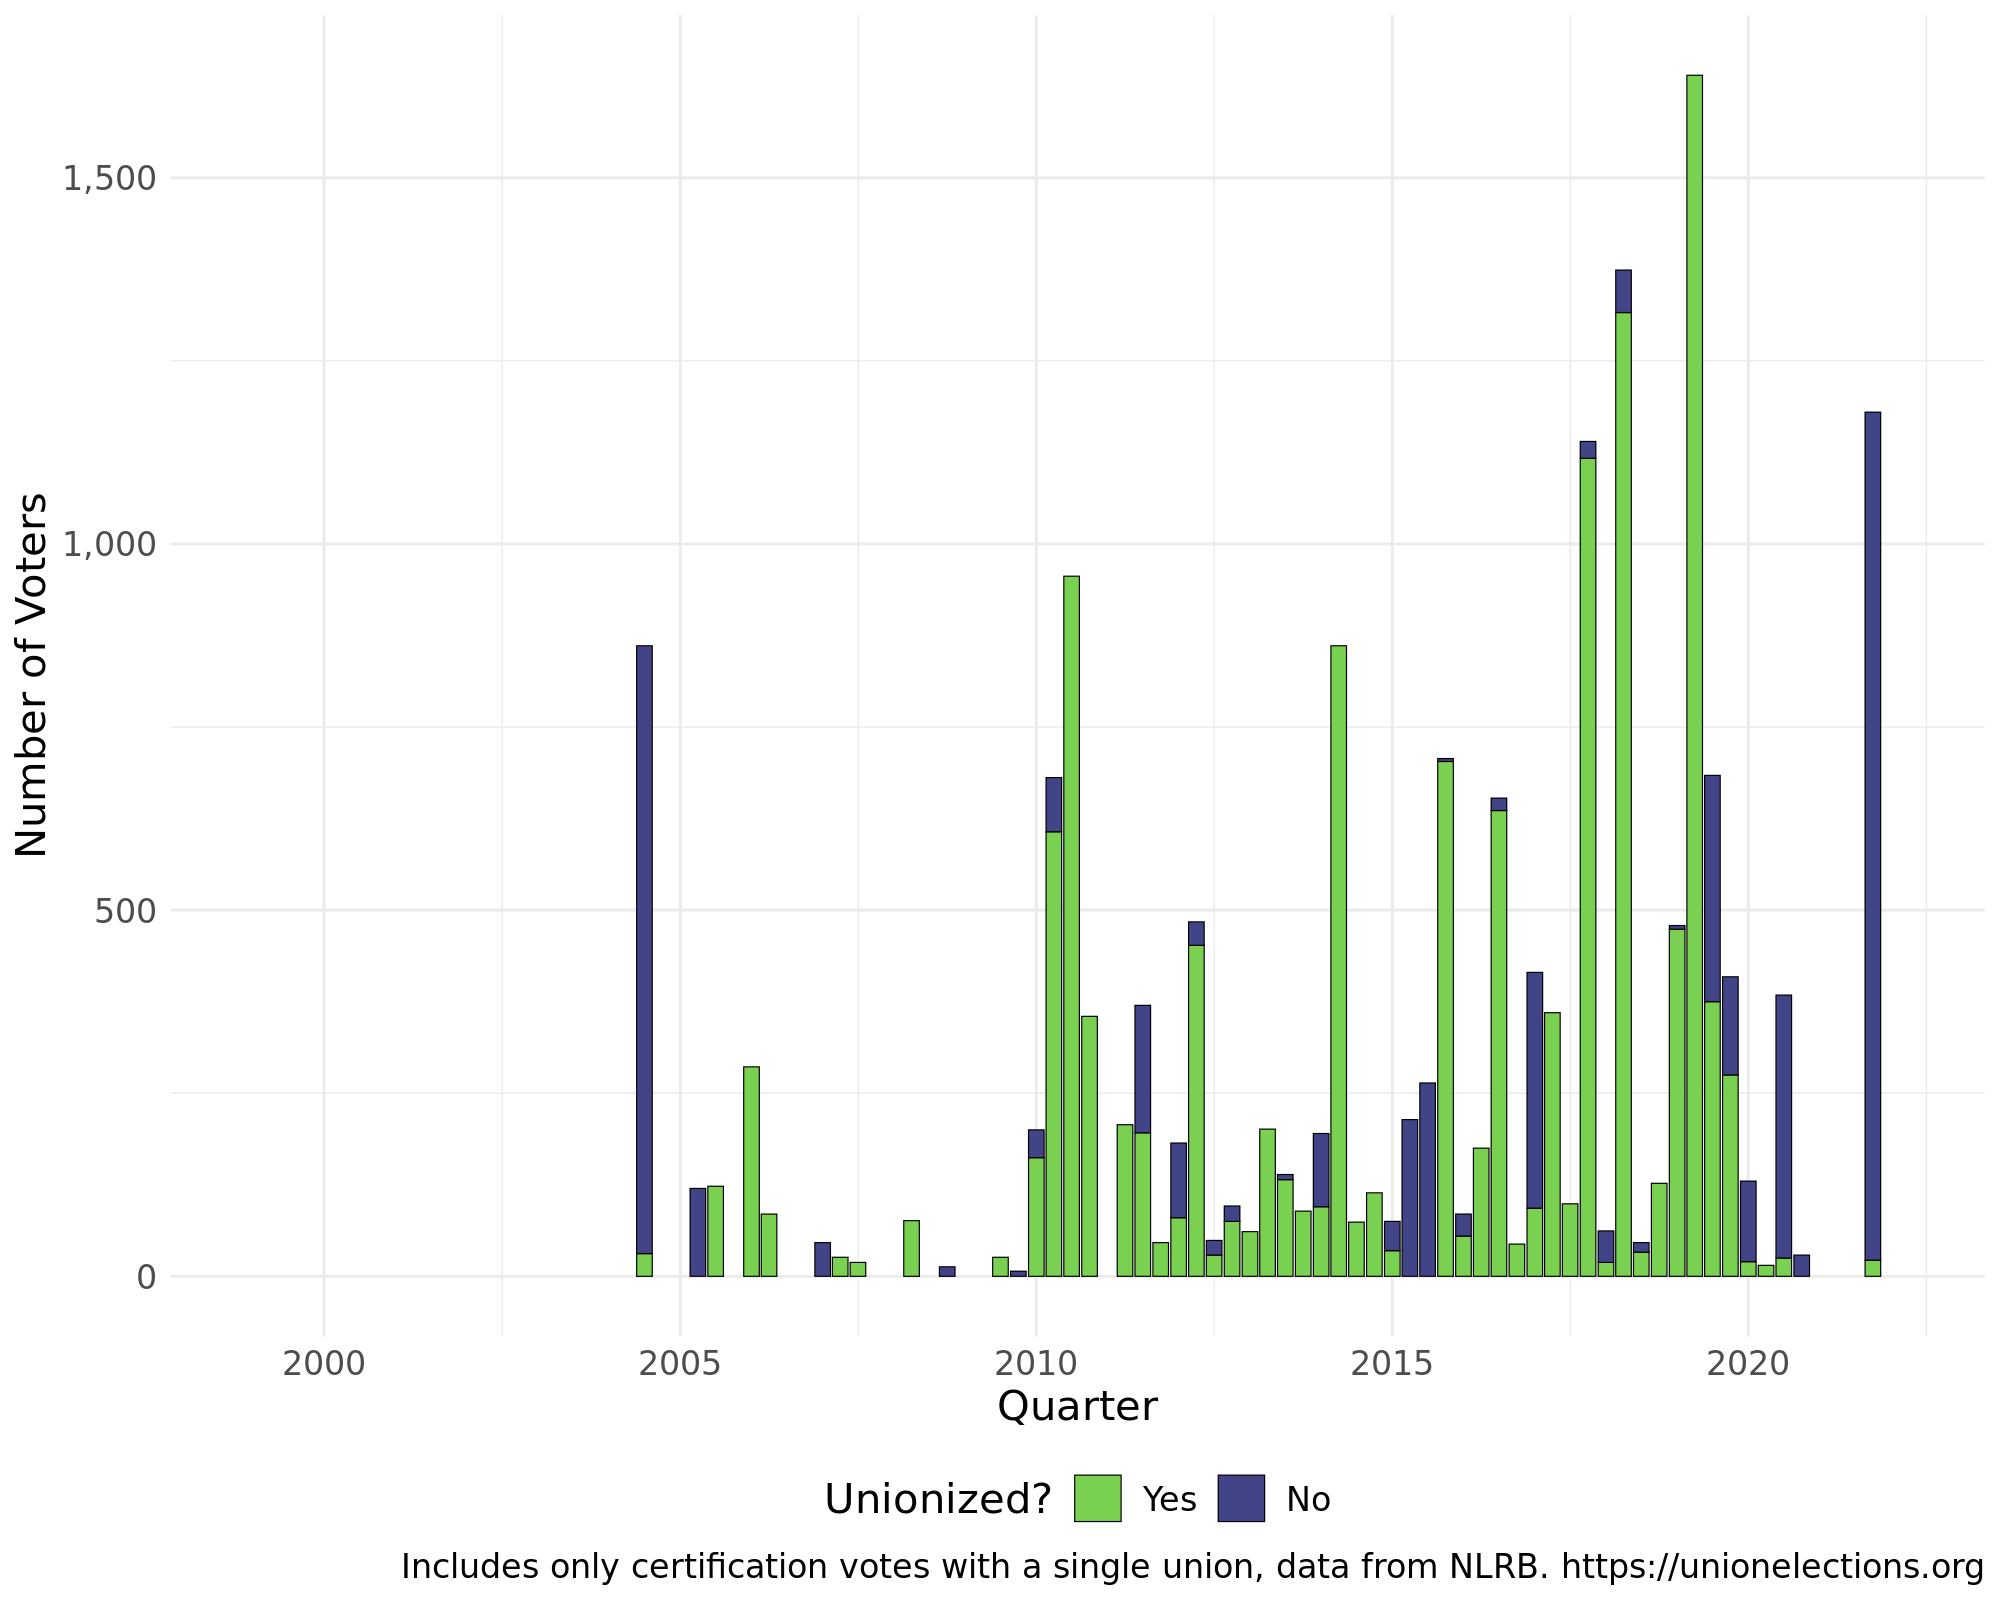 Number of Voters
1,500
1,000
500
0
2000 2005 2010 2015 2020
Quarter
Unionized? Yes No
Includes only certification votes with a single union, data from NLRB. https://unionelections.org